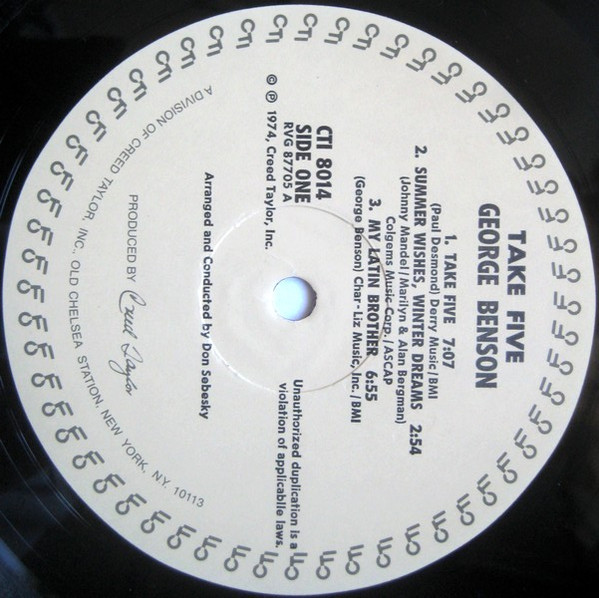 TAKE FIVE
GEORGE BENSON
1. TAKE FIVE 7:07
(Paul Desmond) Derry Music/BMI
2. SUMMER WISHES, WINTER DREAMS 2:54
(Johnny Mandel/Marilyn & Alan Bergman)
Colgems Music Corp./ASCAP
3. MY LATIN BROTHER 6:55
(George Benson) Char-Liz Music, Inc./BMI
CTI 8014
SIDE ONE
RVG 87705 A
© ℗ 1974, Creed Taylor, Inc.
Unauthorized duplication is a
violation of applicable laws.
Arranged and Conducted by Don Sebesky
PRODUCED BY Creed Taylor
A DIVISION OF CREED TAYLOR, INC., OLD CHELSEA STATION, NEW YORK, NY. 10113